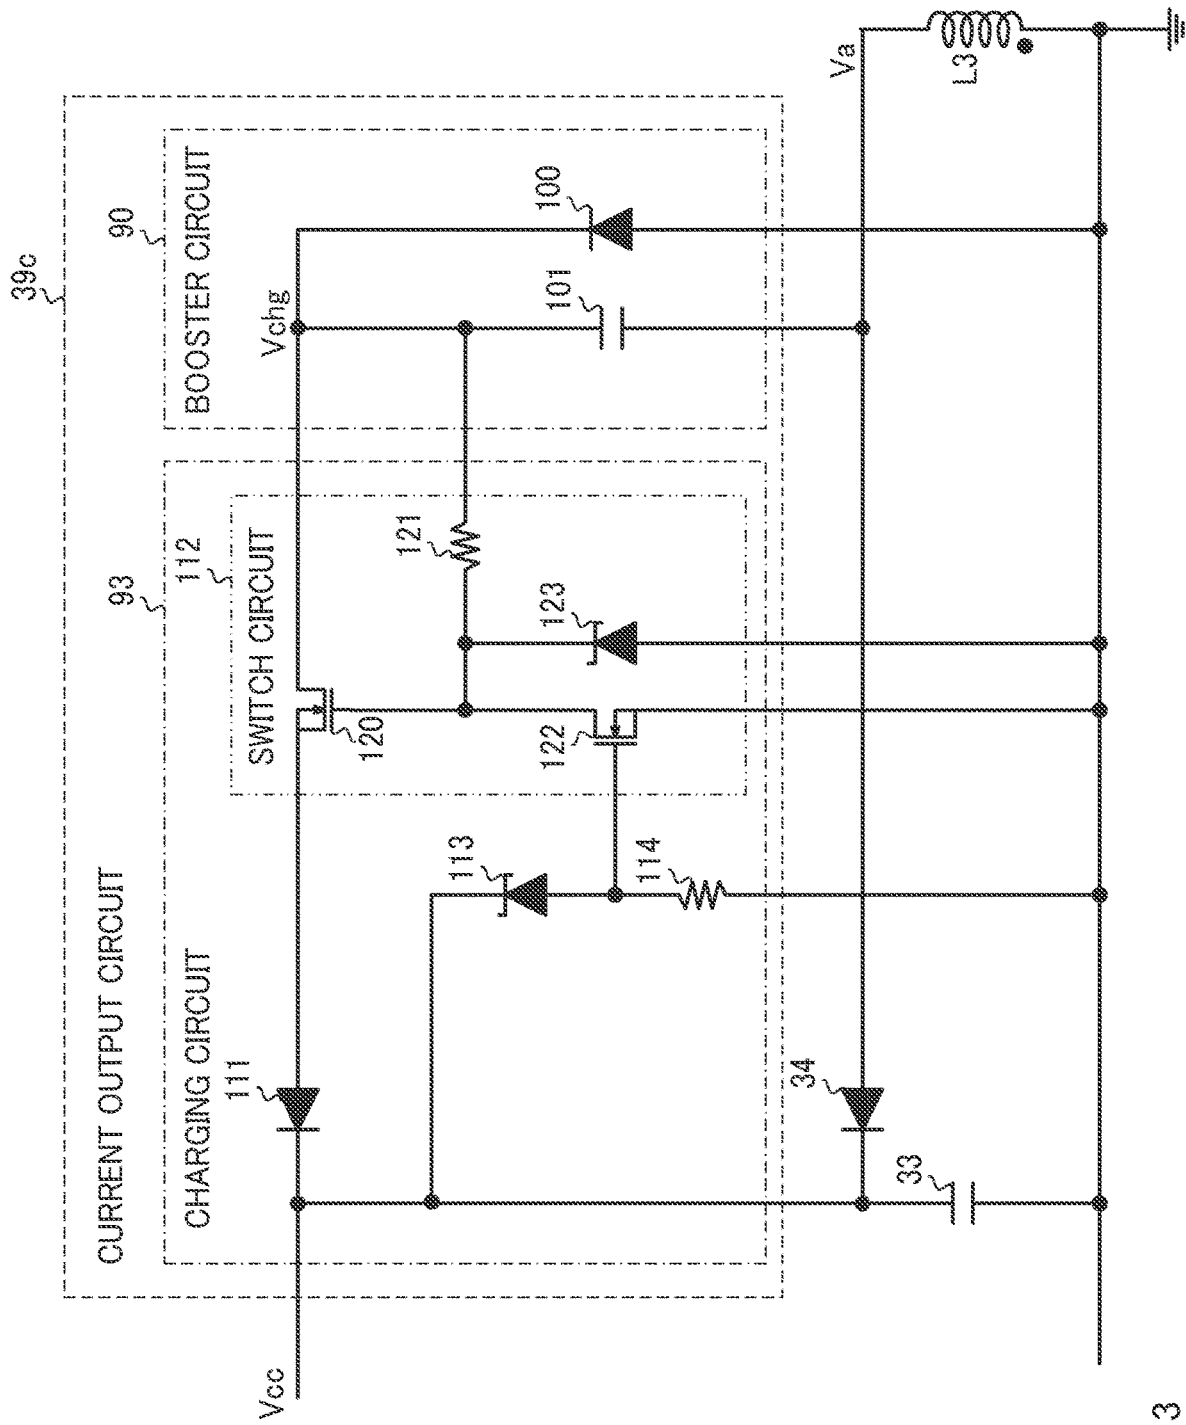 39c
CURRENT OUTPUT CIRCUIT
93
90
CHARGING CIRCUIT
112
BOOSTER CIRCUIT
111
SWITCH CIRCUIT
Vcc
Vchg
120
121
113
122
123
101
100
114
34
Va
33
L3
3